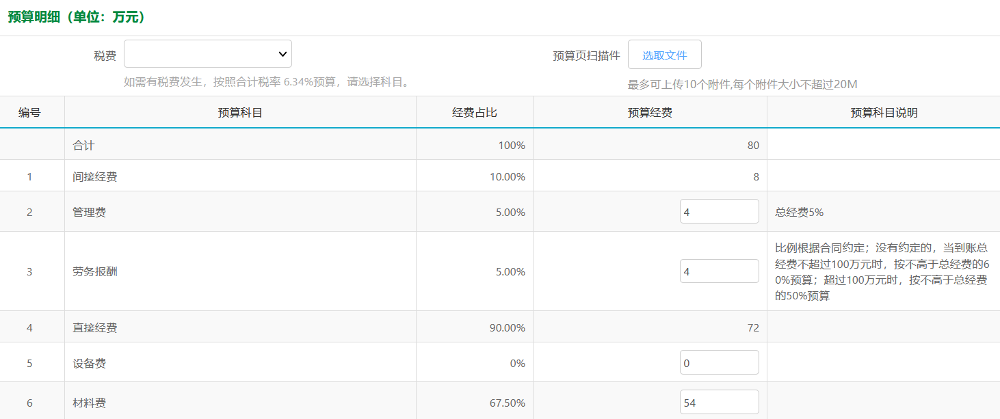 预算明细（单位：万元）
税费
预算页扫描件 选取文件
如需有税费发生，按照合计税率 6.34%预算，请选择科目。
最多可上传10个附件,每个附件大小不超过20M
编号 预算科目 经费占比 预算经费 预算科目说明
合计 100% 80
1 间接经费 10.00% 8
2 管理费 5.00% 4 总经费5%
3 劳务报酬 5.00% 4
比例根据合同约定；没有约定的，当到账总
经费不超过100万元时，按不高于总经费的6
0%预算；超过100万元时，按不高于总经费
的50%预算
4 直接经费 90.00% 72
5 设备费 0% 0
6 材料费 67.50% 54